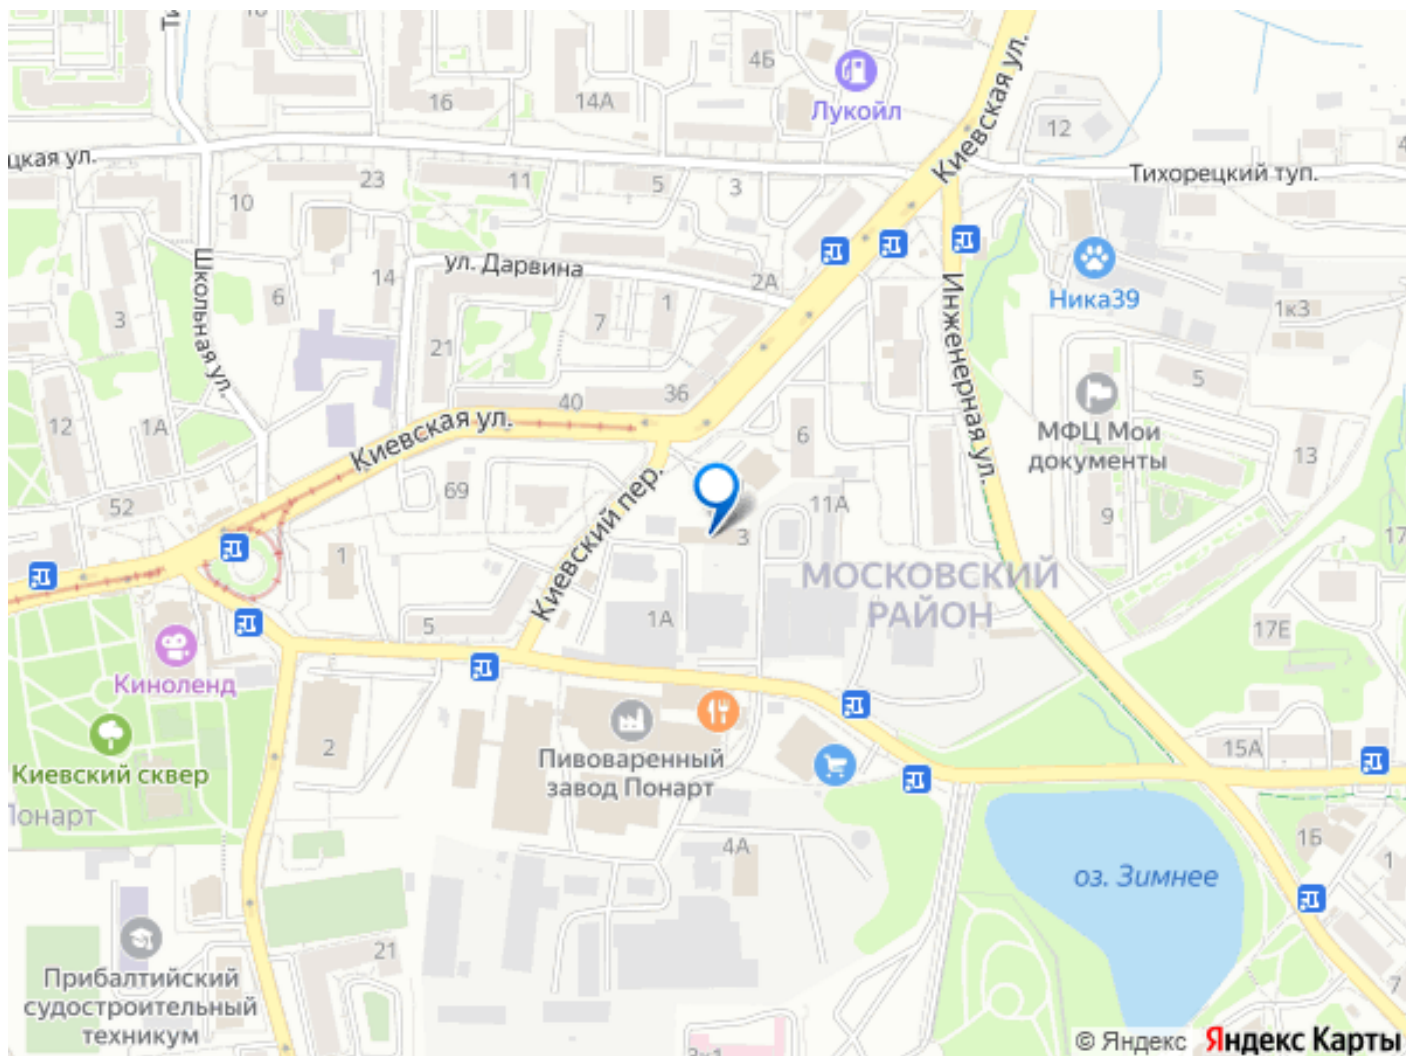 4Б
Лукойл
16
14А
Киевская ул.
12
цкая ул.
23
11
5
3
Тихорецкий туп.
4
10
Школьная ул.
14
ул. Дарвина
2А
6
3
7
1
Ника39
1к3
21
Инженерная ул.
36
40
5
12
1А
Киевская ул.
6
МФЦ Мои
документы
13
52
69
11А
9
Киевский пер.
3
17
1
МОСКОВСКИЙ
РАЙОН
5
1А
17Е
Киноленд
2
Пивоваренный
завод Понарт
15А
Киевский сквер
Понарт
4А
1Б
1
оз. Зимнее
21
7
Прибалтийский
судостроительный
техникум
© Яндекс Яндекс Карты